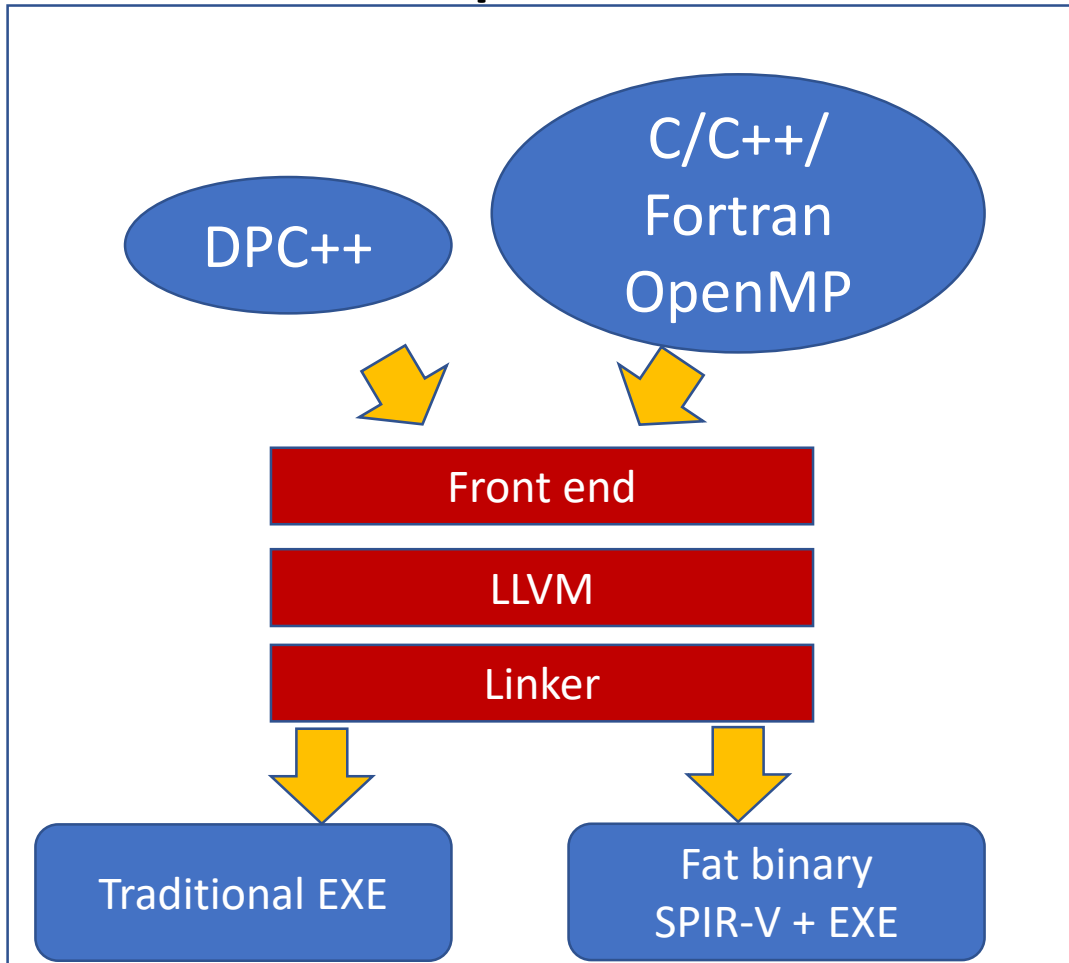 DPC++
C/C++/
Fortran
OpenMP
Front end
LLVM
Linker
Traditional EXE
Fat binary
SPIR-V + EXE